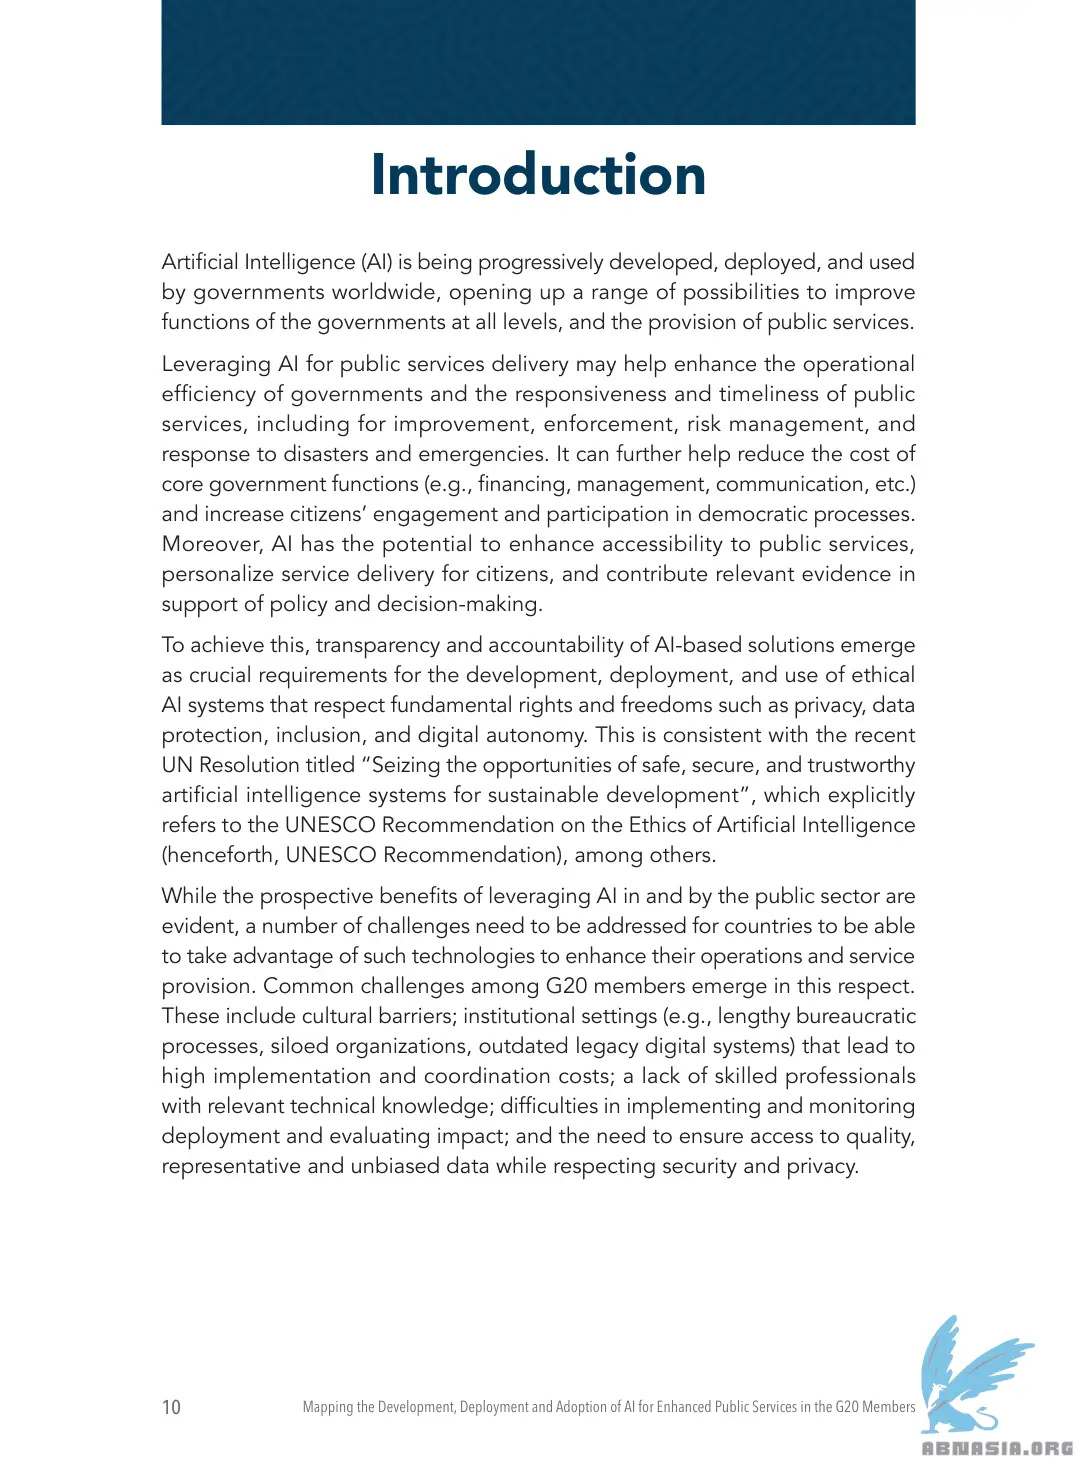 Introduction
Artificial Intelligence (AI) is being progressively developed, deployed, and used
by governments worldwide, opening up a range of possibilities to improve
functions of the governments at all levels, and the provision of public services.
Leveraging AI for public services delivery may help enhance the operational
efficiency of governments and the responsiveness and timeliness of public
services, including for improvement, enforcement, risk management, and
response to disasters and emergencies. It can further help reduce the cost of
core government functions (e.g., financing, management, communication, etc.)
and increase citizens’ engagement and participation in democratic processes.
Moreover, AI has the potential to enhance accessibility to public services,
personalize service delivery for citizens, and contribute relevant evidence in
support of policy and decision-making.
To achieve this, transparency and accountability of AI-based solutions emerge
as crucial requirements for the development, deployment, and use of ethical
AI systems that respect fundamental rights and freedoms such as privacy, data
protection, inclusion, and digital autonomy. This is consistent with the recent
UN Resolution titled “Seizing the opportunities of safe, secure, and trustworthy
artificial intelligence systems for sustainable development”, which explicitly
refers to the UNESCO Recommendation on the Ethics of Artificial Intelligence
(henceforth, UNESCO Recommendation), among others.
While the prospective benefits of leveraging AI in and by the public sector are
evident, a number of challenges need to be addressed for countries to be able
to take advantage of such technologies to enhance their operations and service
provision. Common challenges among G20 members emerge in this respect.
These include cultural barriers; institutional settings (e.g., lengthy bureaucratic
processes, siloed organizations, outdated legacy digital systems) that lead to
high implementation and coordination costs; a lack of skilled professionals
with relevant technical knowledge; difficulties in implementing and monitoring
deployment and evaluating impact; and the need to ensure access to quality,
representative and unbiased data while respecting security and privacy.
10 Mapping the Development, Deployment and Adoption of AI for Enhanced Public Services in the G20 Members
ABNASIA.ORG